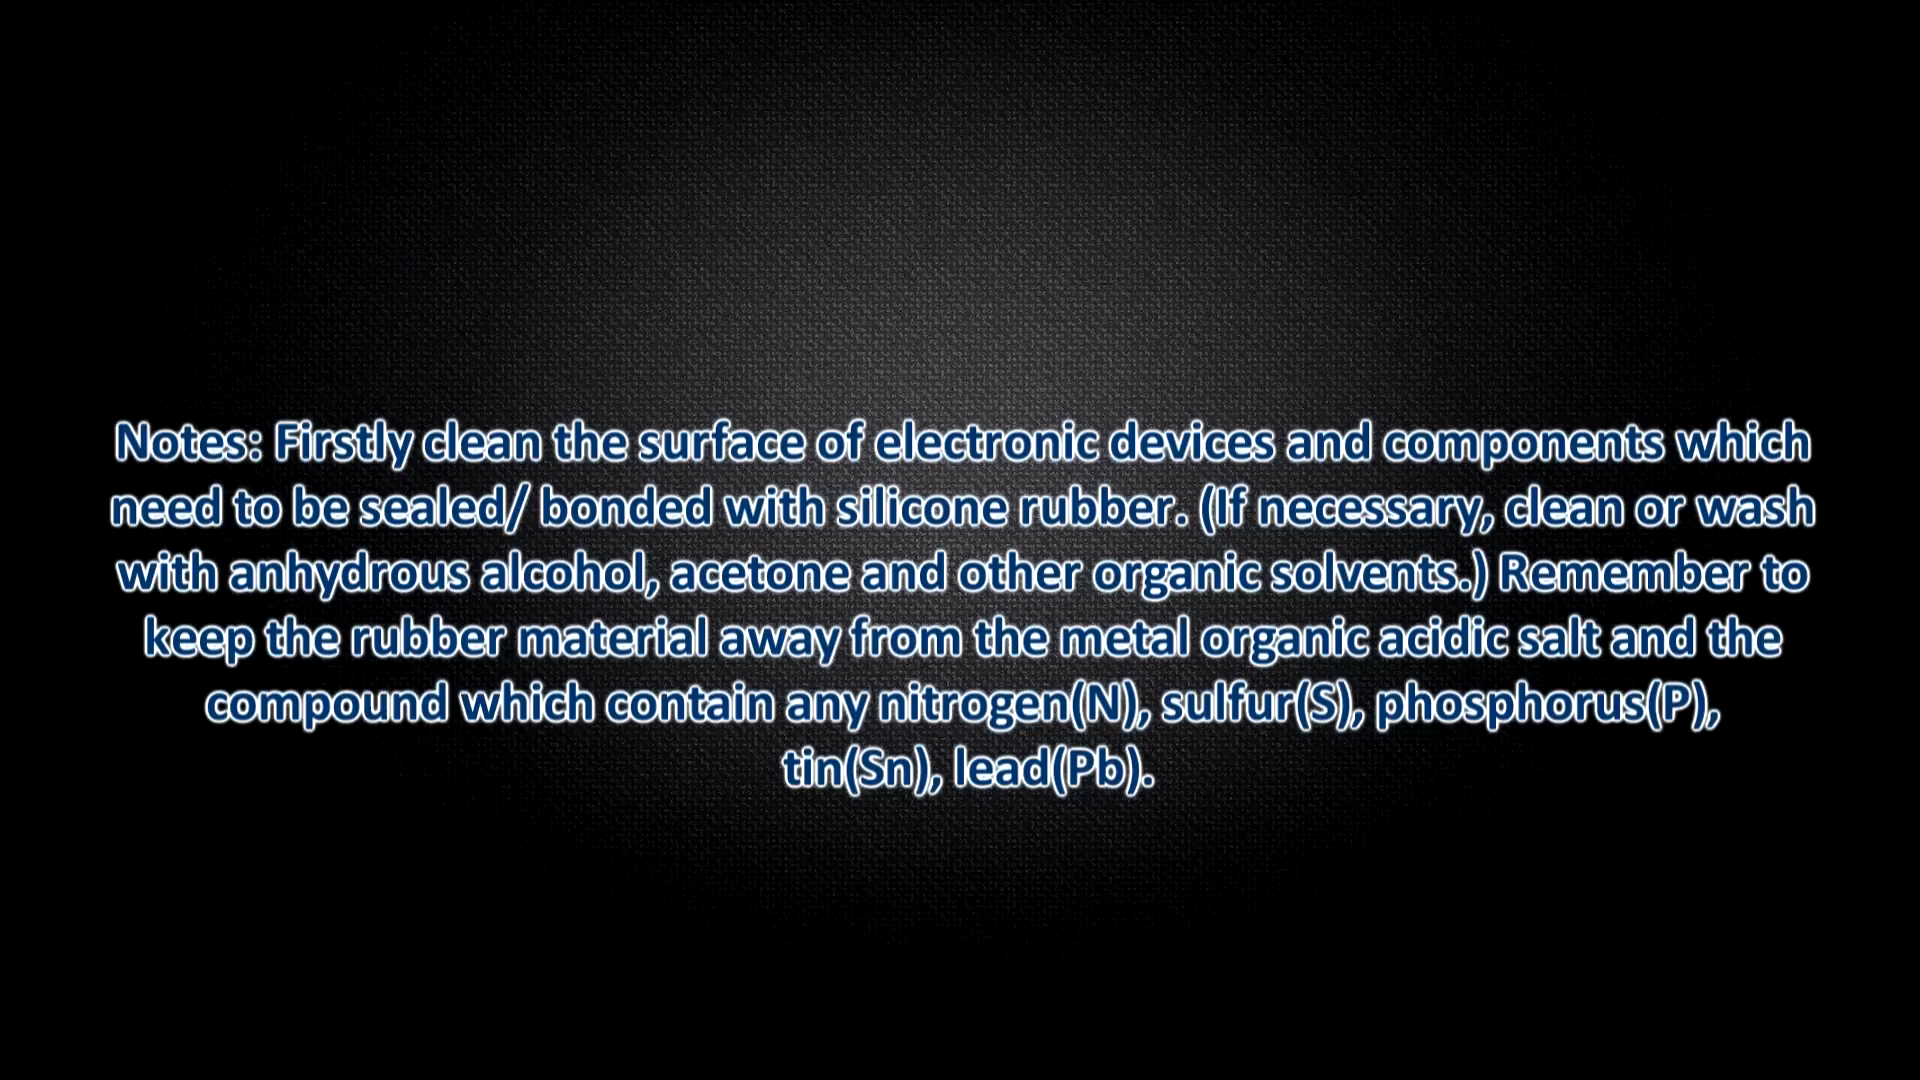 Notes: Firstly clean the surface of electronic devices and components which
need to be sealed/ bonded with silicone rubber. (If necessary, clean or wash
with anhydrous alcohol, acetone and other organic solvents.) Remember to
keep the rubber material away from the metal organic acidic salt and the
compound which contain any nitrogen(N), sulfur(S), phosphorus(P),
tin(Sn), lead(Pb).